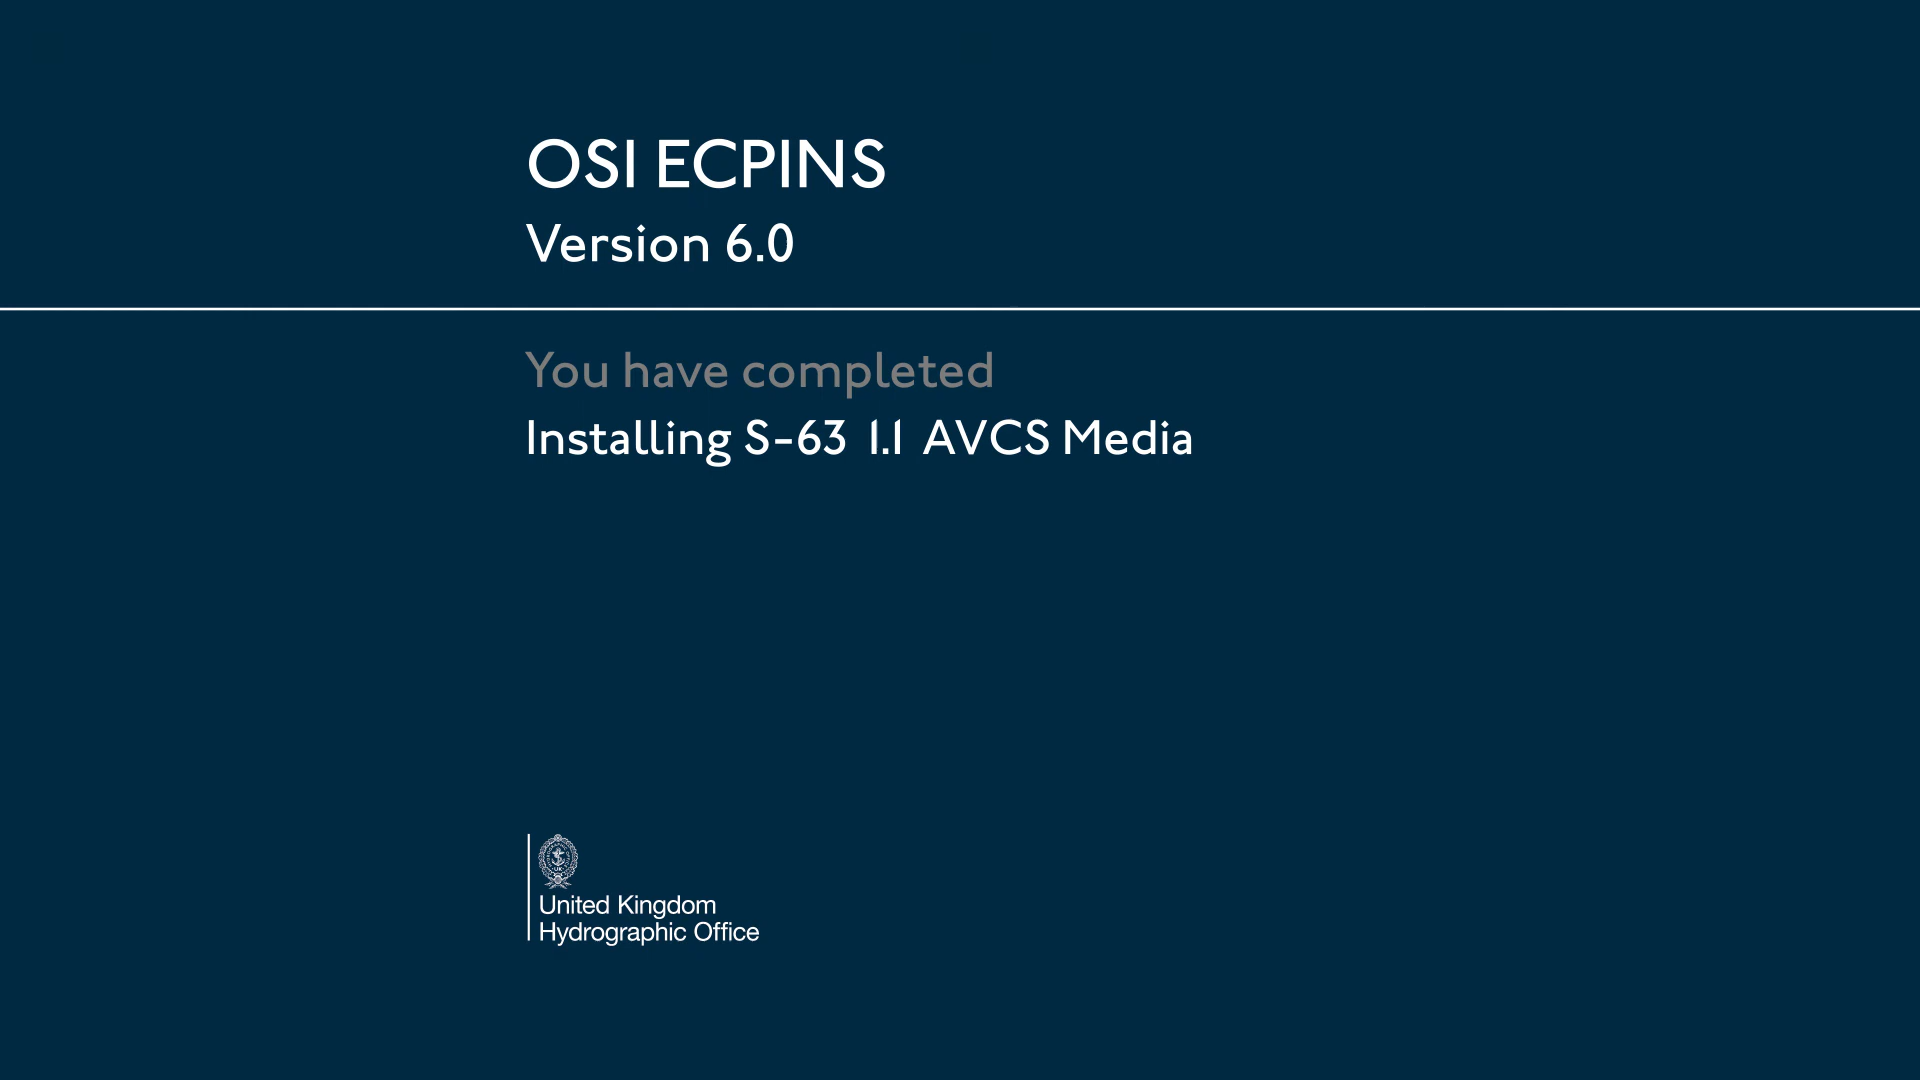 OSI ECPINS
Version 6.0
You have completed
Installing S-63 1.1 AVCS Media
United Kingdom
Hydrographic Office